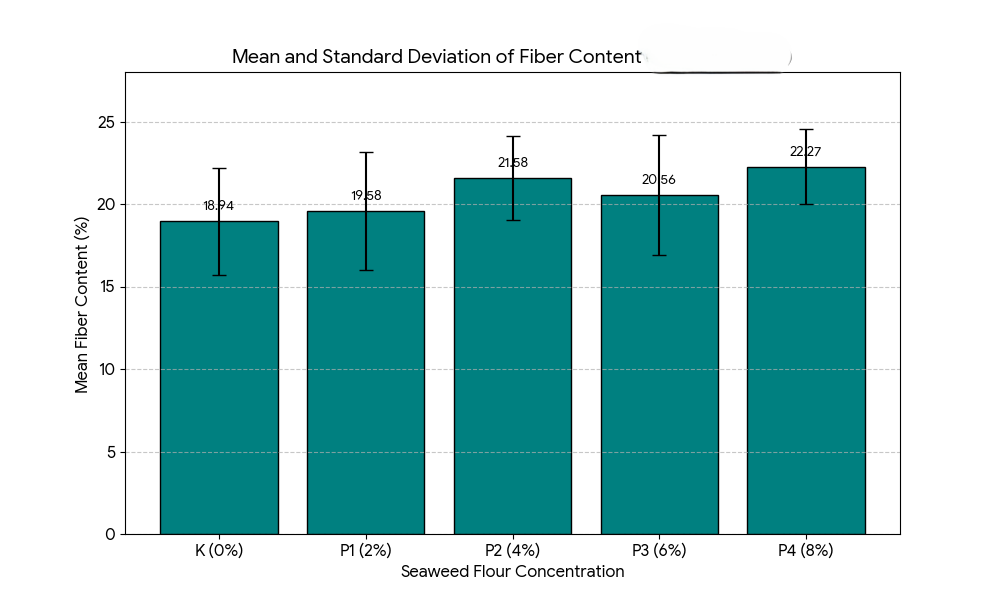 Mean and Standard Deviation of Fiber Content
Mean Fiber Content (%)
25
20
15
10
5
0
18.94
19.58
21.58
20.56
22.27
K (0%)
P1 (2%)
P2 (4%)
P3 (6%)
P4 (8%)
Seaweed Flour Concentration